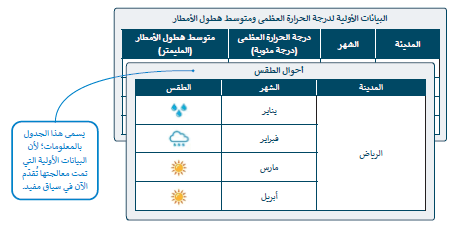 البيانات الأولية لدرجة الحرارة العظمى ومتوسط هطول الأمطار
المدينة الشهر درجة الحرارة العظمى (درجة مئوية) متوسط هطول الأمطار (المليمتر)
أحوال الطقس
المدينة الشهر الطقس
الرياض
يناير
فبراير
مارس
أبريل
يسمى هذا الجدول
بالمعلومات؛ لأن
البيانات الأولية التي
تمت معالجتها تُقدّم
الآن في سياق مفيد.